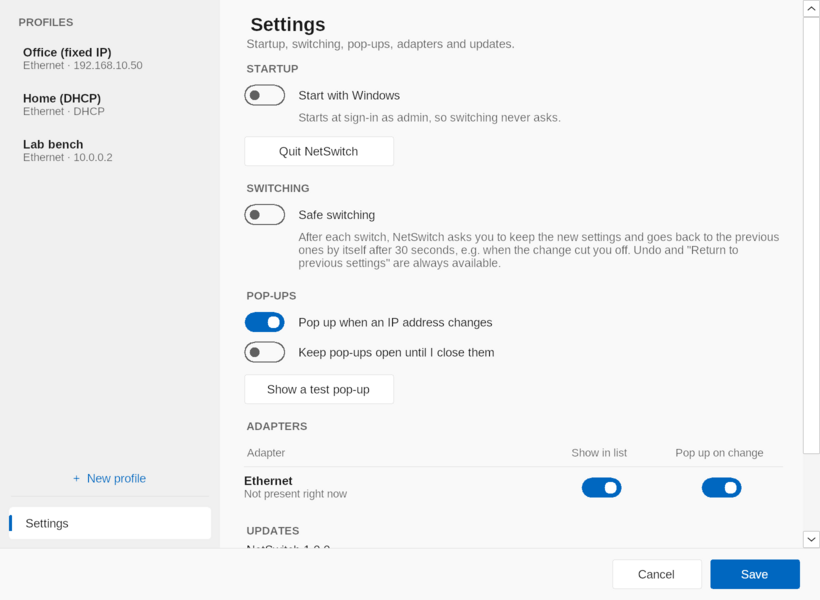 PROFILES
Office (fixed IP)
Ethernet · 192.168.10.50
Home (DHCP)
Ethernet · DHCP
Lab bench
Ethernet · 10.0.0.2
+ New profile
Settings
Settings
Startup, switching, pop-ups, adapters and updates.
STARTUP
Start with Windows
Starts at sign-in as admin, so switching never asks.
Quit NetSwitch
SWITCHING
Safe switching
After each switch, NetSwitch asks you to keep the new settings and goes back to the previous
ones by itself after 30 seconds, e.g. when the change cut you off. Undo and "Return to
previous settings" are always available.
POP-UPS
Pop up when an IP address changes
Keep pop-ups open until I close them
Show a test pop-up
ADAPTERS
Adapter Show in list Pop up on change
Ethernet
Not present right now
UPDATES
Cancel Save